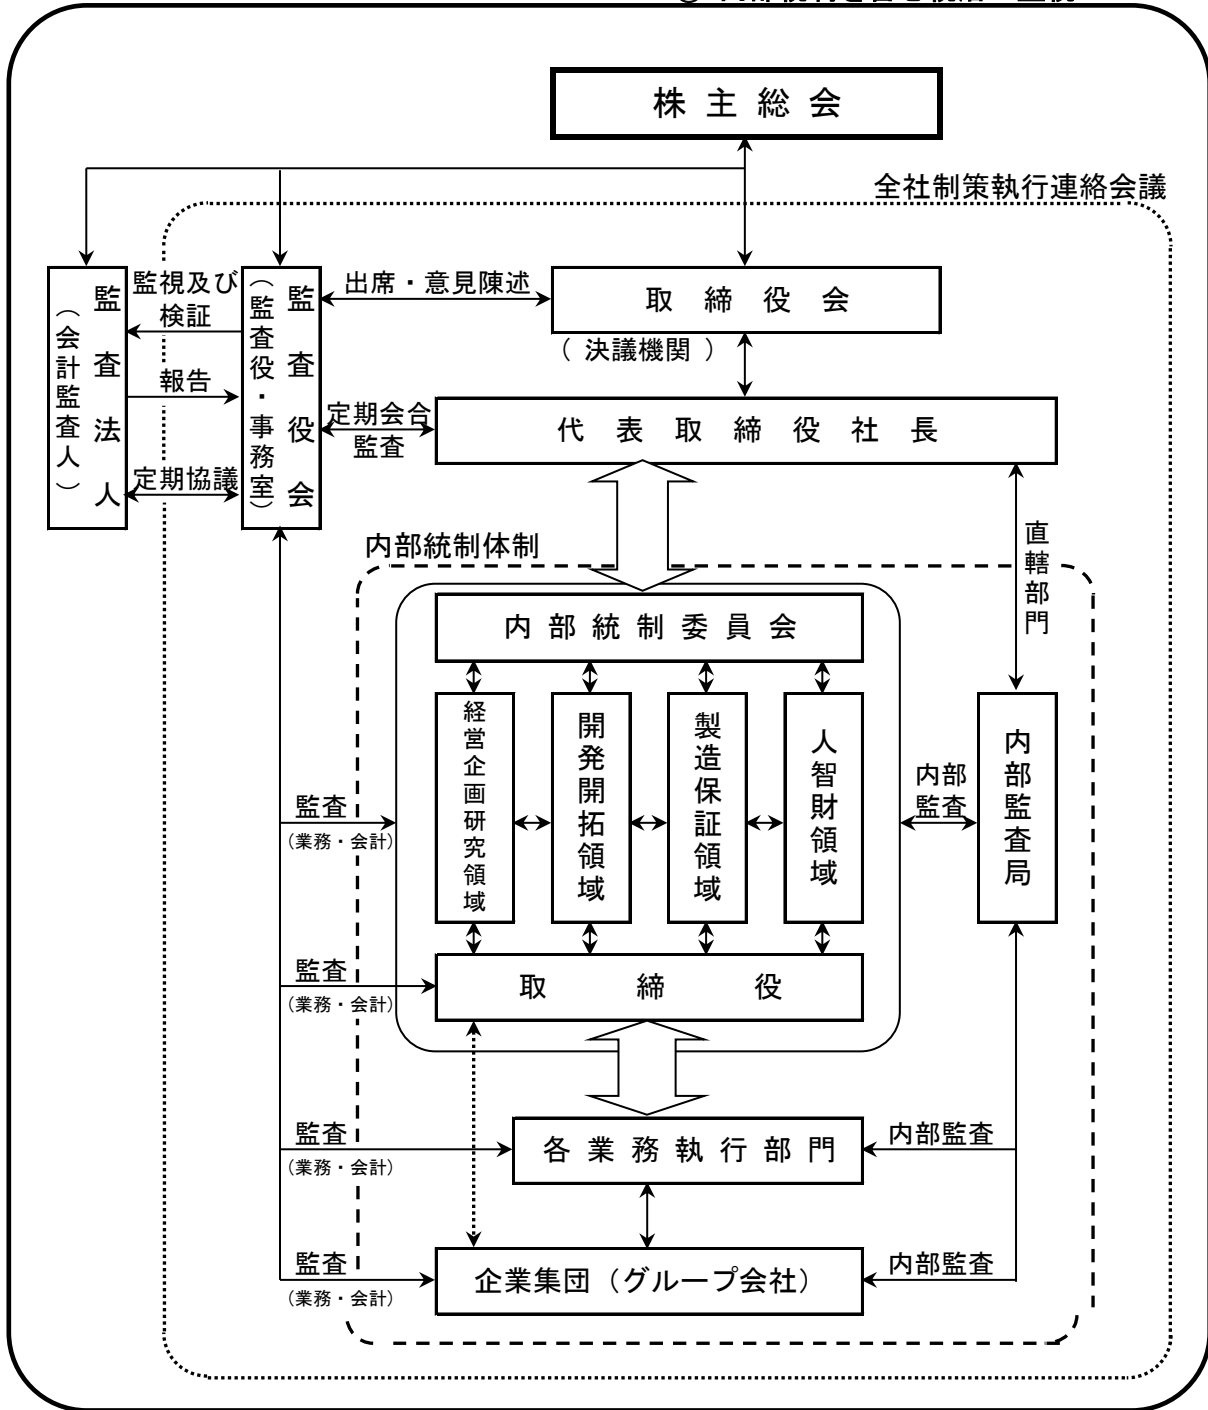 株主総会
全社制策執行連絡会議
監査法人
（会計監査人）
監視及び
検証
報告
定期協議
監査役会
（監査役・事務室）
出席・意見陳述
取締役会
（ 決議機関 ）
定期会合
監査
代表取締役社長
直轄部門
内部統制体制
内部統制委員会
経営企画研究領域
開発開拓領域
製造保証領域
人智財領域
内部
監査
内部監査局
監査
(業務・会計)
取締役
監査
(業務・会計)
各業務執行部門
監査
(業務・会計)
内部監査
企業集団（グループ会社）
監査
(業務・会計)
内部監査